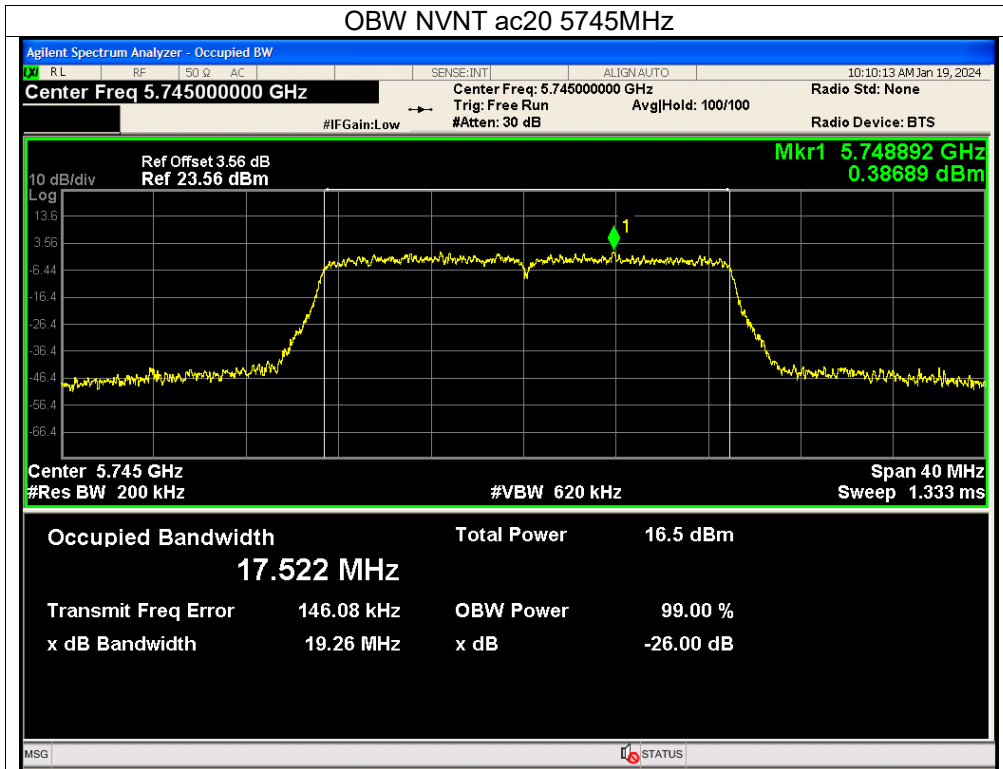 OBW NVNT ac20 5745MHz
Agilent Spectrum Analyzer - Occupied BW
LXI RL RF 50 Ω AC SENSE:INT ALIGN AUTO 10:10:13 AM Jan 19, 2024
Center Freq 5.745000000 GHz Center Freq: 5.745000000 GHz Radio Std: None
Trig: Free Run Avg|Hold: 100/100
#IFGain:Low #Atten: 30 dB Radio Device: BTS
Ref Offset 3.56 dB Mkr1 5.748892 GHz
10 dB/div Ref 23.56 dBm 0.38689 dBm
Log
13.6
1
3.56
-6.44
-16.4
-26.4
-36.4
-46.4
-56.4
-66.4
Center 5.745 GHz Span 40 MHz
#Res BW 200 kHz #VBW 620 kHz Sweep 1.333 ms
Occupied Bandwidth Total Power 16.5 dBm
17.522 MHz
Transmit Freq Error 146.08 kHz OBW Power 99.00 %
x dB Bandwidth 19.26 MHz x dB -26.00 dB
MSG STATUS